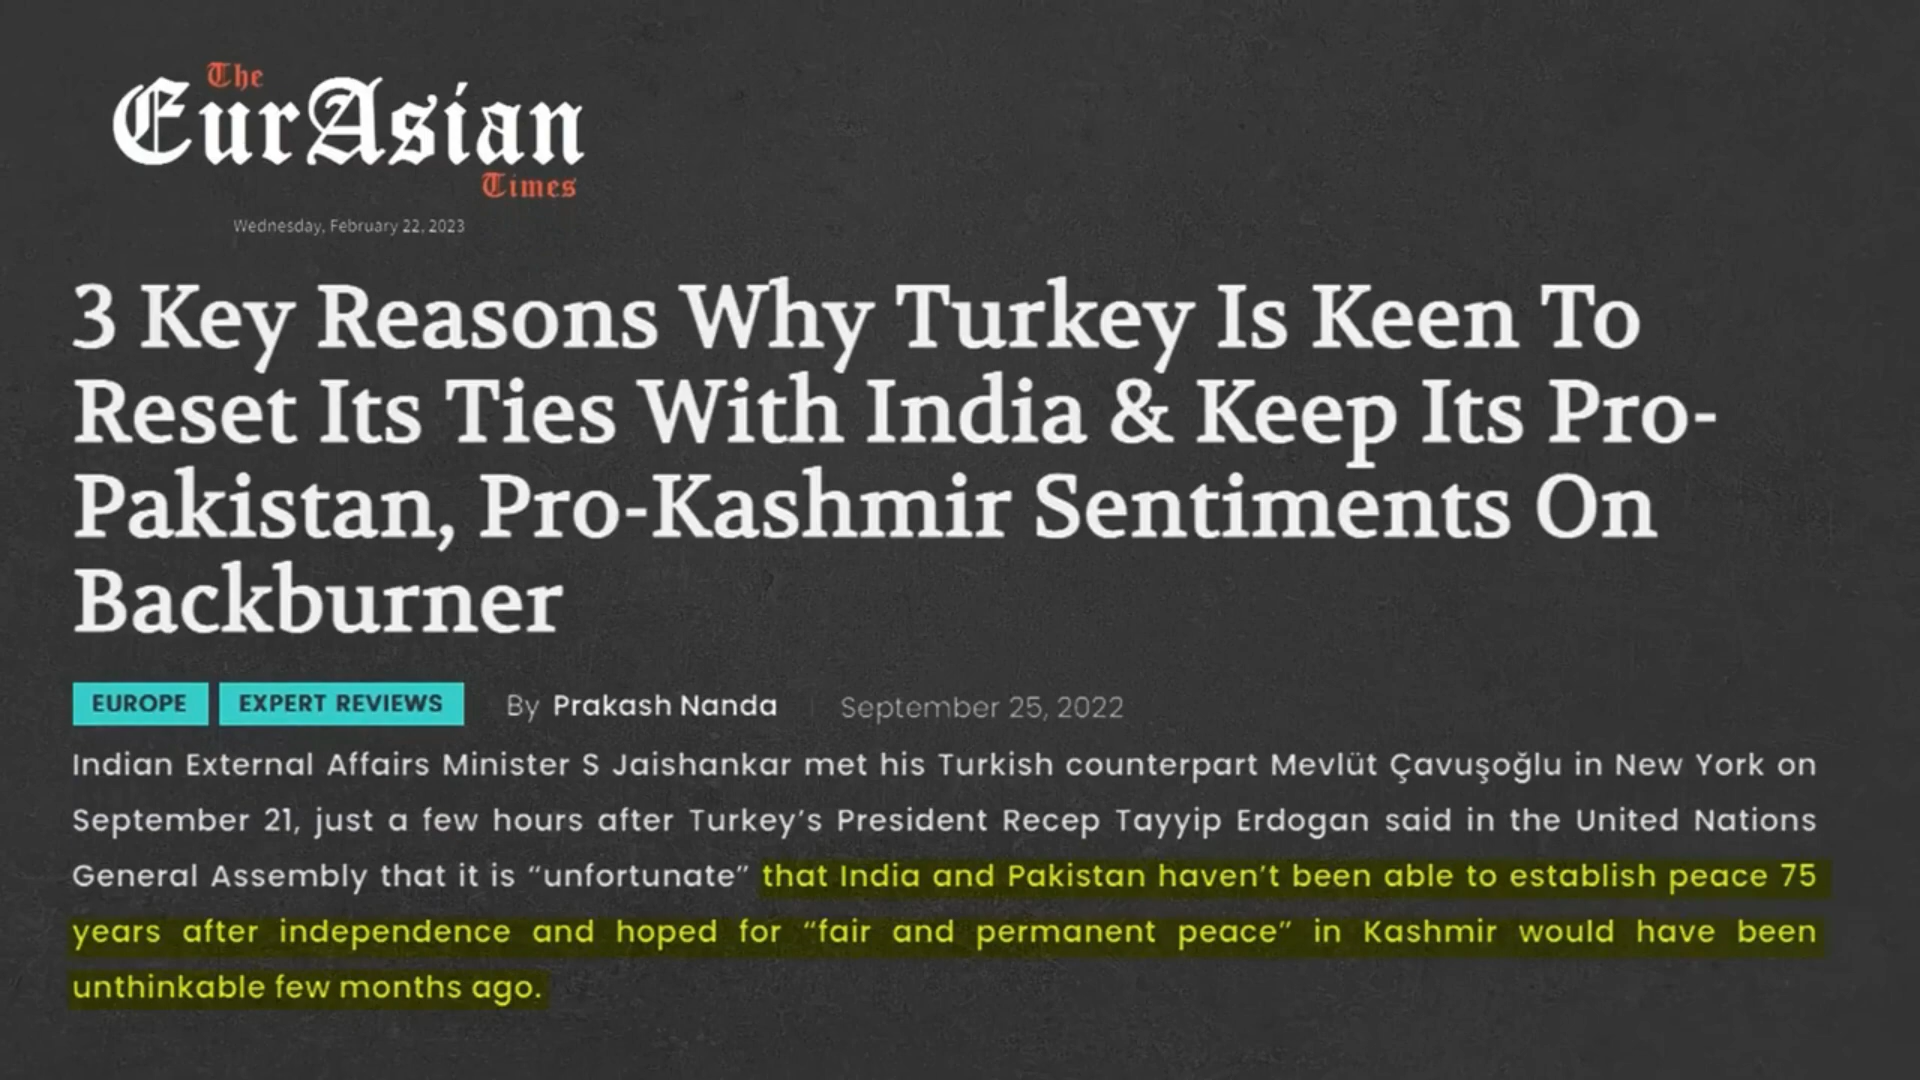 The
EurAsian
Times
Wednesday, February 22, 2023
3 Key Reasons Why Turkey Is Keen To
Reset Its Ties With India & Keep Its Pro-
Pakistan, Pro-Kashmir Sentiments On
Backburner
EUROPE EXPERT REVIEWS By Prakash Nanda September 25, 2022
Indian External Affairs Minister S Jaishankar met his Turkish counterpart Mevlüt Çavuşoğlu in New York on
September 21, just a few hours after Turkey's President Recep Tayyip Erdogan said in the United Nations
General Assembly that it is “unfortunate” that India and Pakistan haven't been able to establish peace 75
years after independence and hoped for “fair and permanent peace” in Kashmir would have been
unthinkable few months ago.